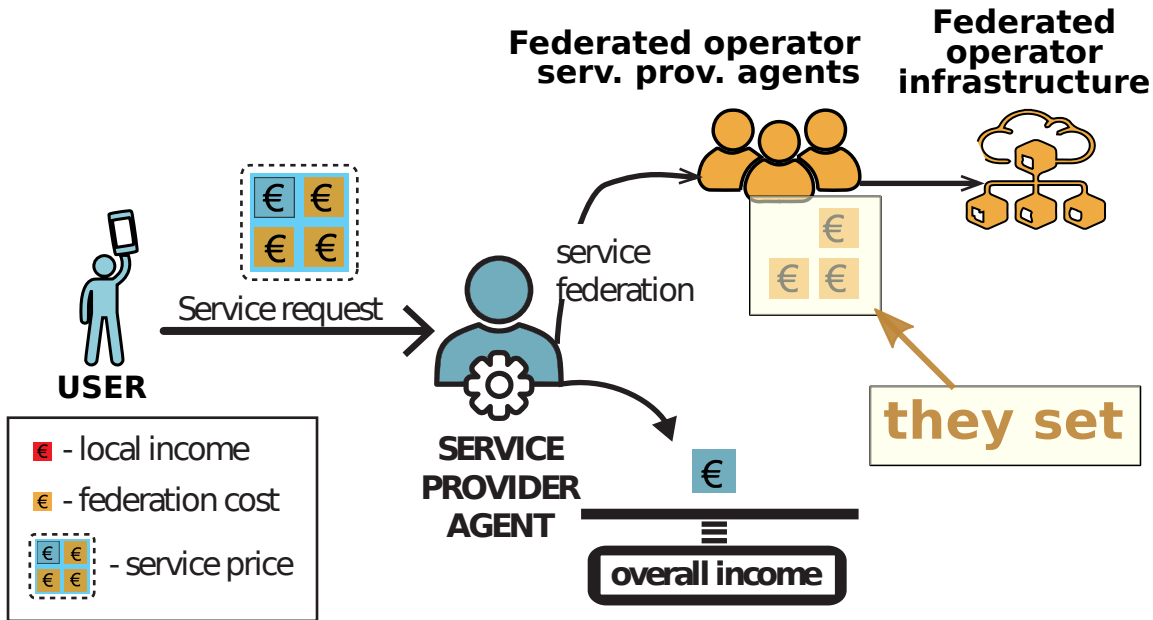 Federated operator
serv. prov. agents
Federated
operator
infrastructure
€ €
€ €
Service request
USER
service
federation
€
€ €
they set
SERVICE
PROVIDER
AGENT
€
overall income
€ - local income
€ - federation cost
€ €
€ €
- service price